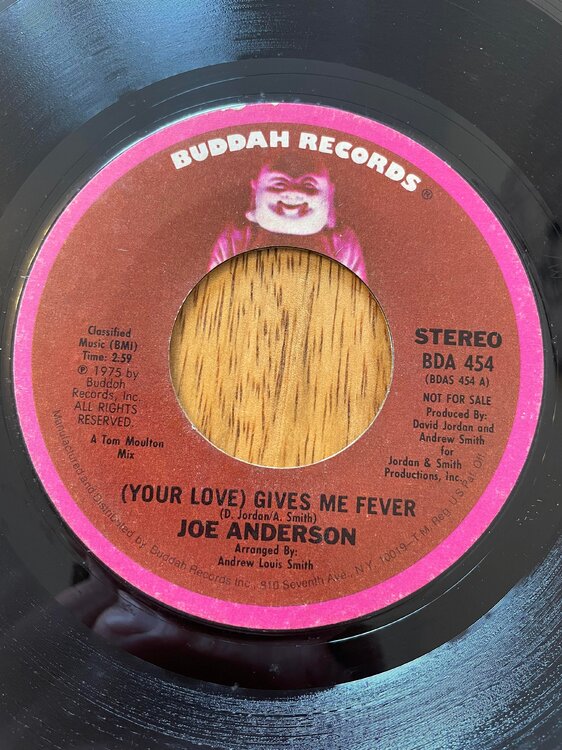 BUDDAH RECORDS®
Classified
Music (BMI)
Time: 2:59
℗ 1975 by
Buddah
Records, Inc.
ALL RIGHTS
RESERVED.
A Tom Moulton
Mix
STEREO
BDA 454
(BDAS 454 A)
NOT FOR SALE
Produced By:
David Jordan and
Andrew Smith
for
Jordan & Smith
Productions, Inc.
(YOUR LOVE) GIVES ME FEVER
(D. Jordan/A. Smith)
JOE ANDERSON
Arranged By:
Andrew Louis Smith
Manufactured and Distributed by Buddah Records Inc., 810 Seventh Ave., N.Y. 10019—T.M. Reg. U.S. Pat. Off.